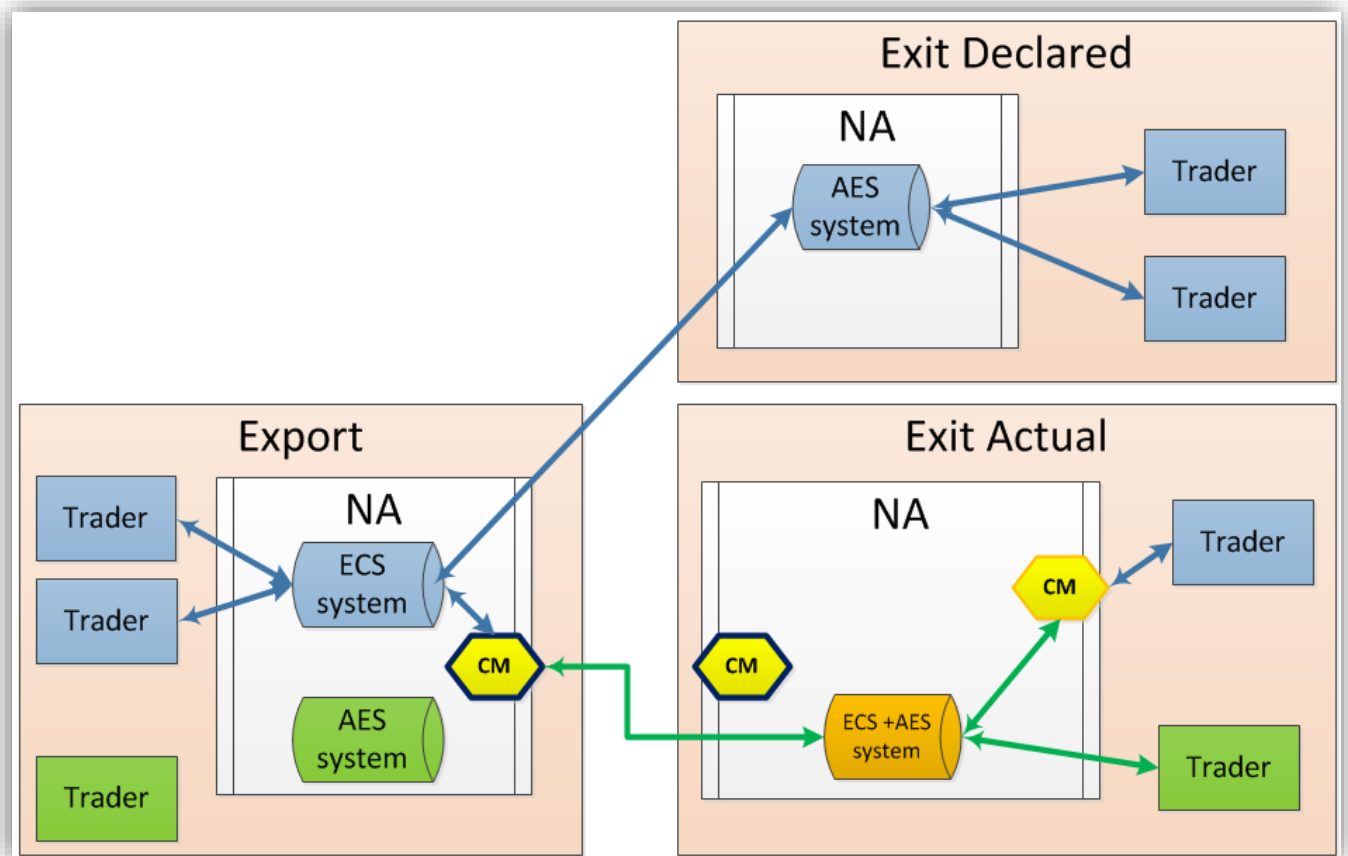 Exit Declared
NA
AES
system
Trader
Trader
Export
NA
Trader
Trader
ECS
system
CM
AES
system
Trader
Exit Actual
NA
Trader
CM
CM
ECS +AES
system
Trader